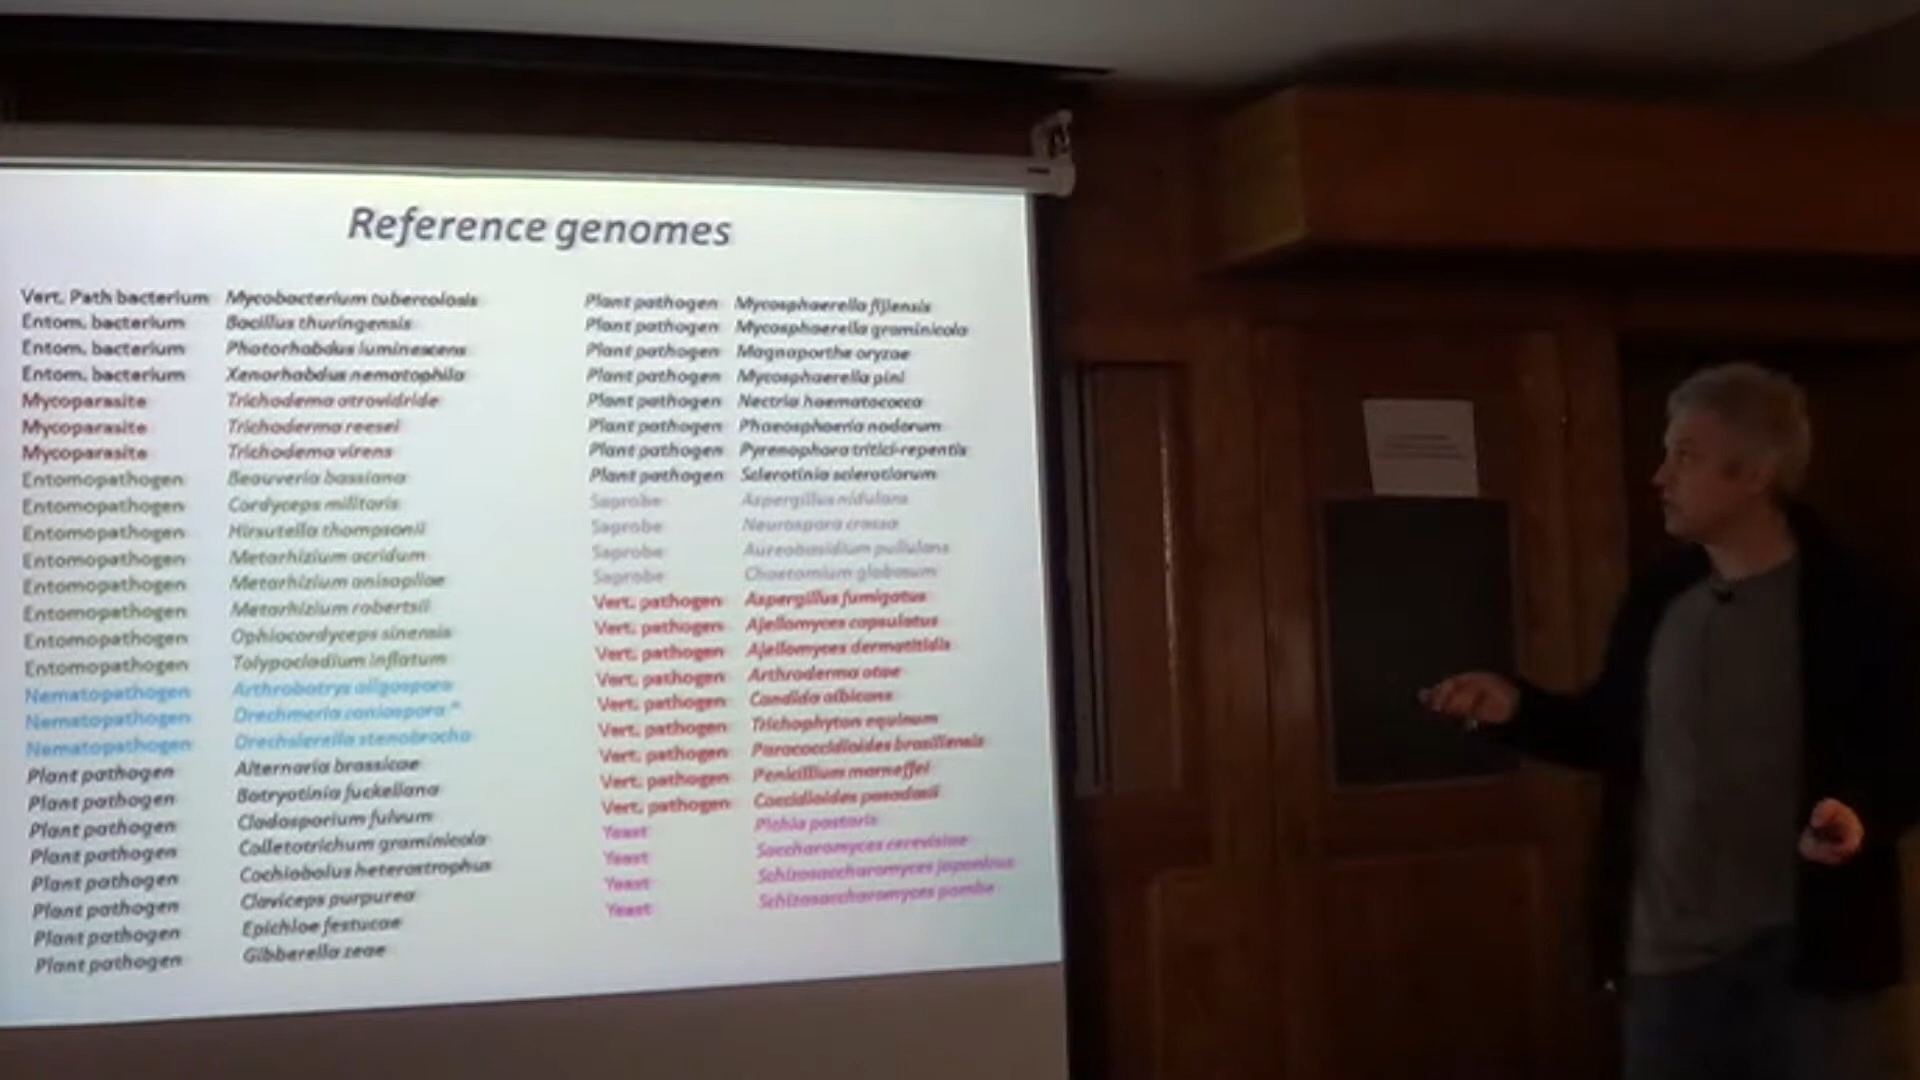 Reference genomes
Vert. Path bacterium Mycobacterium tubercolosis
Entom. bacterium Bacillus thuringensis
Entom. bacterium Photorhabdus luminescens
Entom. bacterium Xenorhabdus nematophila
Mycoparasite Trichodema atrovidride
Mycoparasite Trichoderma reesei
Mycoparasite Trichodema virens
Entomopathogen Beauveria bassiana
Entomopathogen Cordyceps militaris
Entomopathogen Hirsutella thompsonii
Entomopathogen Metarhizium acridum
Entomopathogen Metarhizium anisopliae
Entomopathogen Metarhizium robertsii
Entomopathogen Ophiocordyceps sinensis
Entomopathogen Tolypocladium inflatum
Nematopathogen Arthrobotrys oligospora
Nematopathogen Drechmeria coniospora *
Nematopathogen Drechslerella stenobrocha
Plant pathogen Alternaria brassicae
Plant pathogen Botryotinia fuckeliana
Plant pathogen Cladosporium fulvum
Plant pathogen Colletotrichum graminicola
Plant pathogen Cochiobolus heterostrophus
Plant pathogen Claviceps purpurea
Plant pathogen Epichloe festucae
Plant pathogen Gibberella zeae
Plant pathogen Mycosphaerella fijiensis
Plant pathogen Mycosphaerella graminicola
Plant pathogen Magnaporthe oryzae
Plant pathogen Mycosphaerella pini
Plant pathogen Nectria haematococca
Plant pathogen Phaeosphaeria nodorum
Plant pathogen Pyrenophora tritici-repentis
Plant pathogen Sclerotinia sclerotiorum
Saprobe Aspergillus nidulans
Saprobe Neurospora crassa
Saprobe Aureobasidium pullulans
Saprobe Chaetomium globosum
Vert. pathogen Aspergillus fumigatus
Vert. pathogen Ajellomyces capsulatus
Vert. pathogen Ajellomyces dermatitidis
Vert. pathogen Arthroderma otae
Vert. pathogen Candida albicans
Vert. pathogen Trichophyton equinum
Vert. pathogen Paracoccidioides brasiliensis
Vert. pathogen Penicillium marneffei
Vert. pathogen Coccidioides posadasii
Yeast Pichia pastoris
Yeast Saccharomyces cerevisiae
Yeast Schizosaccharomyces japonicus
Yeast Schizosaccharomyces pombe